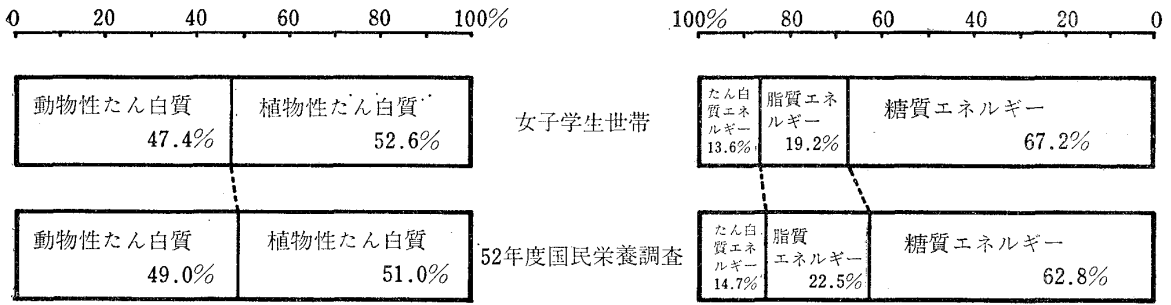 0 20 40 60 80 100%
100% 80 60 40 20 0
動物性たん白質
47.4%
植物性たん白質
52.6%
女子学生世帯
たん白
質エネ
ルギー
13.6%
脂質エネ
ルギー
19.2%
糖質エネルギー
67.2%
動物性たん白質
49.0%
植物性たん白質
51.0%
52年度国民栄養調査
たん白
質エネ
ルギー
14.7%
脂質
エネルギー
22.5%
糖質エネルギー
62.8%